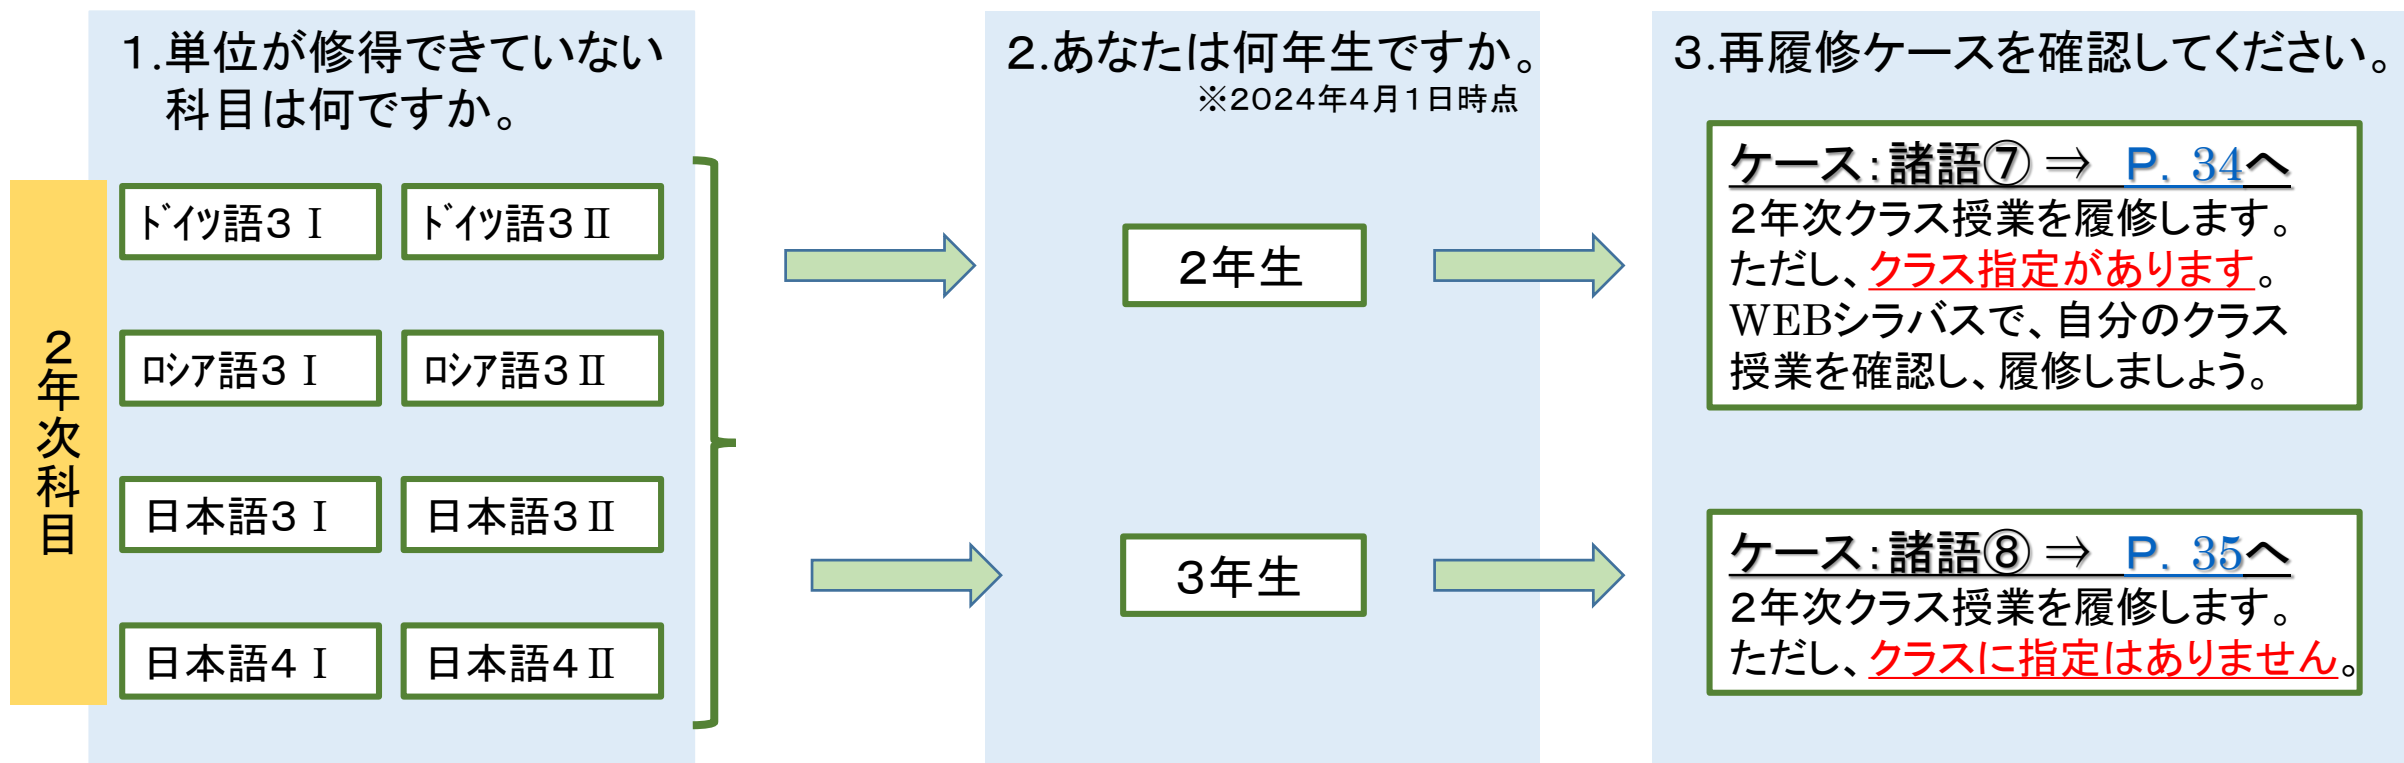 1.単位が修得できていない
科目は何ですか。
2年次科目
ﾄﾞｲﾂ語3Ⅰ
ﾄﾞｲﾂ語3Ⅱ
ﾛｼｱ語3Ⅰ
ﾛｼｱ語3Ⅱ
日本語3Ⅰ
日本語3Ⅱ
日本語4Ⅰ
日本語4Ⅱ
2.あなたは何年生ですか。
※2024年4月1日時点
2年生
3年生
3.再履修ケースを確認してください。
ケース：諸語⑦⇒ P. 34へ
2年次クラス授業を履修します。
ただし、クラス指定があります。
WEBシラバスで、自分のクラス
授業を確認し、履修しましょう。
ケース：諸語⑧⇒ P. 35へ
2年次クラス授業を履修します。
ただし、クラスに指定はありません。